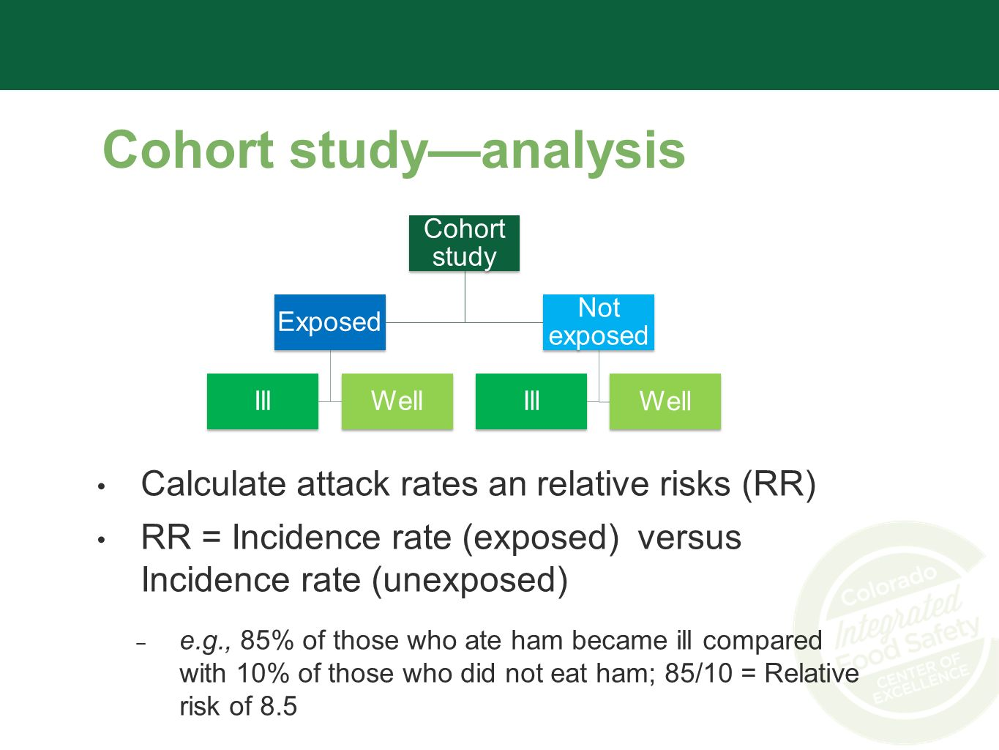 Cohort study—analysis
Cohort
study
Exposed
Not
exposed
Ill
Well
Ill
Well
• Calculate attack rates an relative risks (RR)
• RR = Incidence rate (exposed)  versus
Incidence rate (unexposed)
– e.g., 85% of those who ate ham became ill compared
with 10% of those who did not eat ham; 85/10 = Relative
risk of 8.5
Colorado
Integrated
Food Safety
CENTER OF
EXCELLENCE